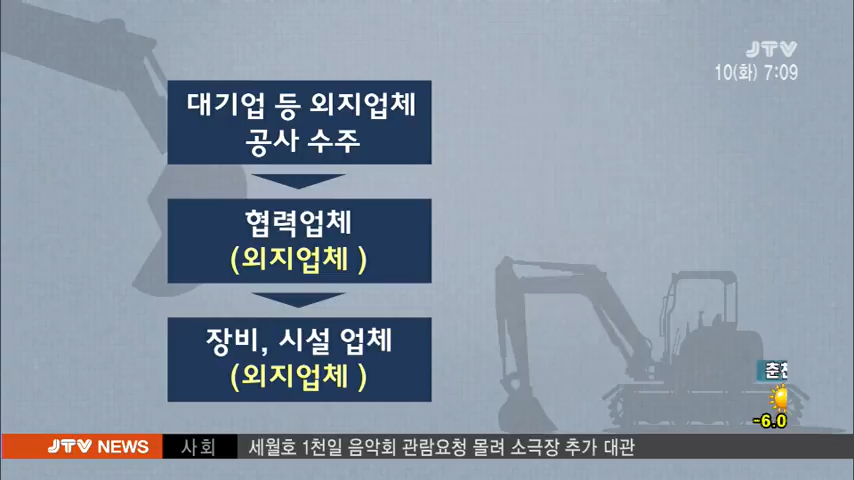 JTV
10(화) 7:09
대기업 등 외지업체
공사 수주
협력업체
(외지업체)
장비, 시설 업체
(외지업체)
-6.0
JTV NEWS 사회 세월호 1천일 음악회 관람요청 몰려 소극장 추가 대관